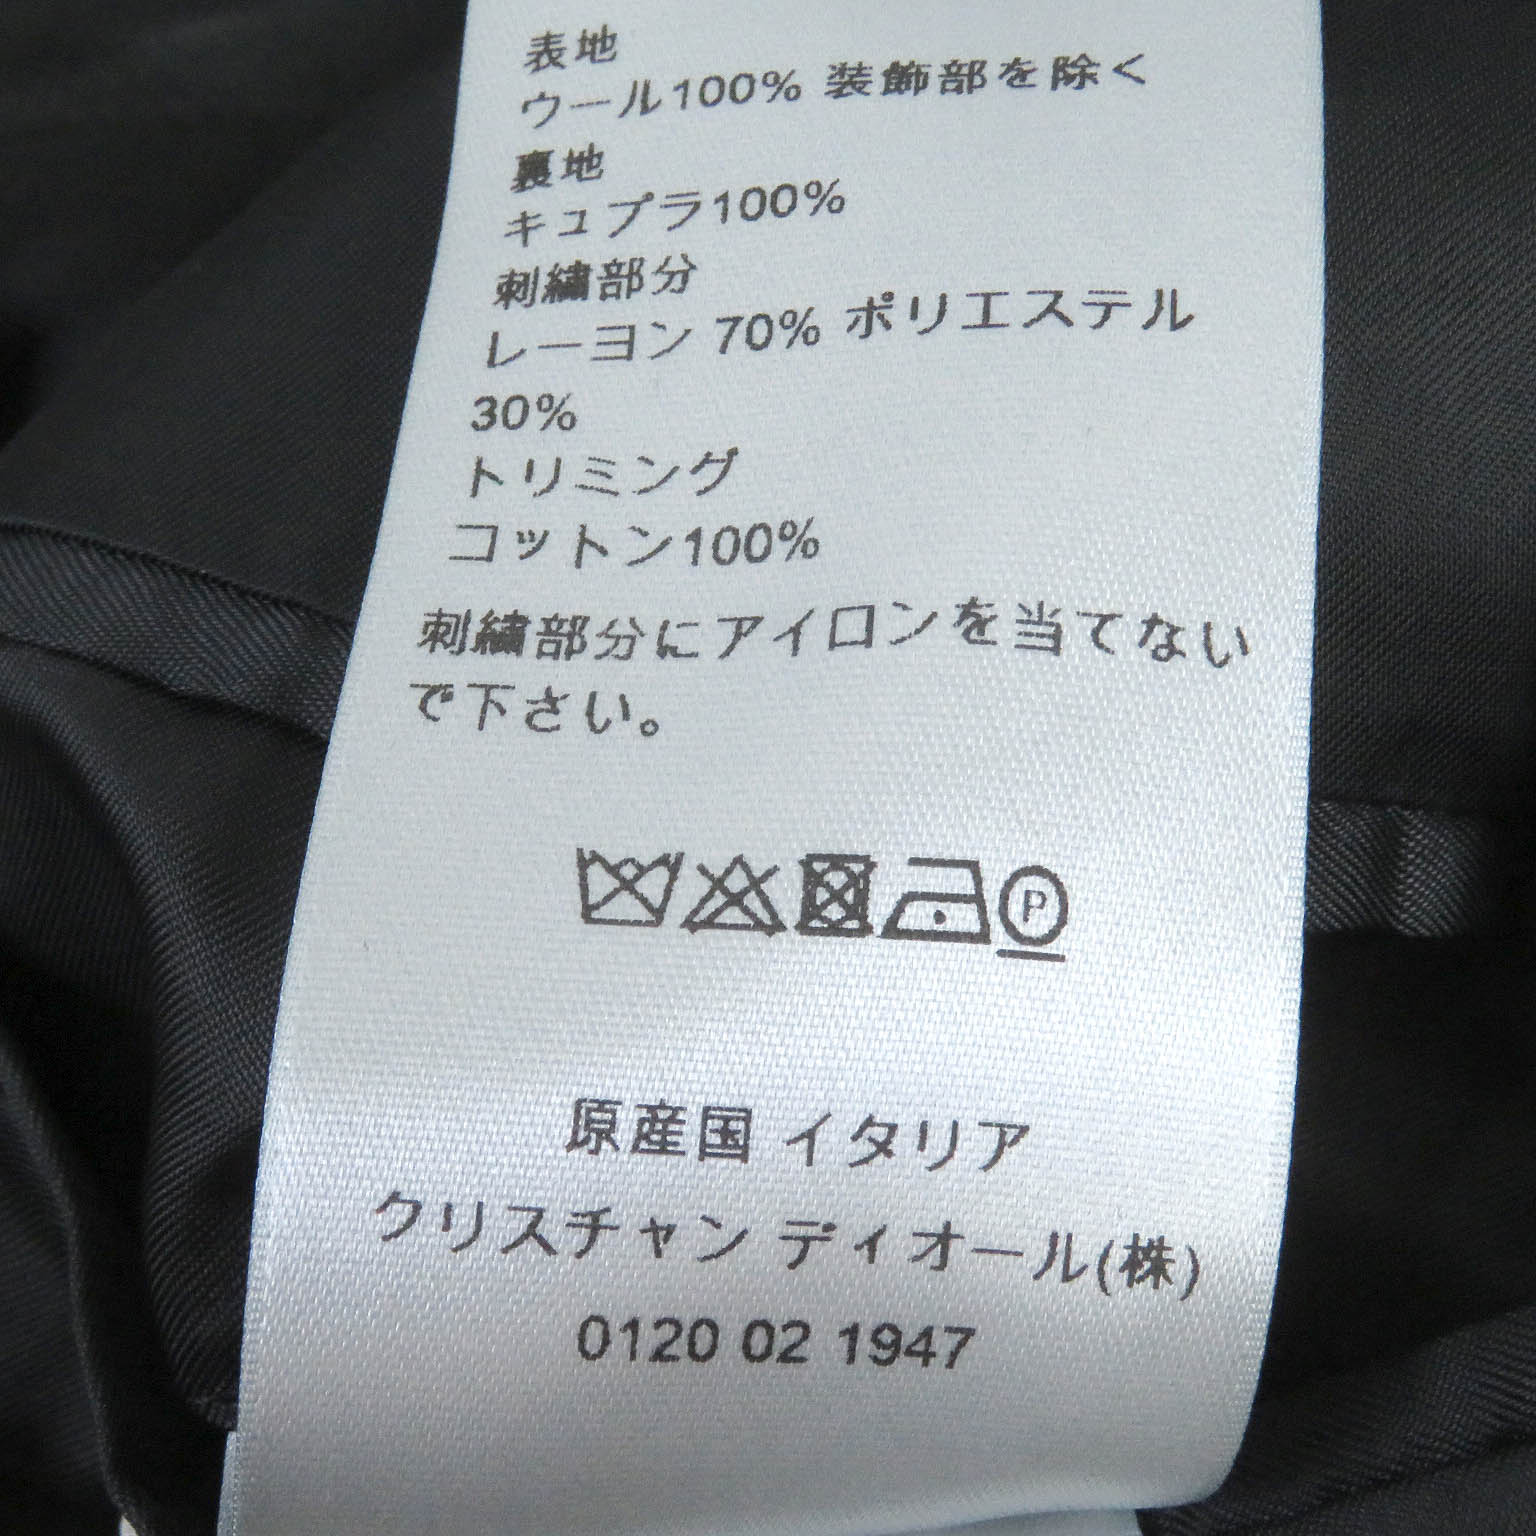 表地
ウール100% 装飾部を除く
裏地
キュプラ100%
刺繍部分
レーヨン 70% ポリエステル
30%
トリミング
コットン100%
刺繍部分にアイロンを当てない
で下さい。
P
原産国 イタリア
クリスチャン ディオール(株)
0120 02 1947